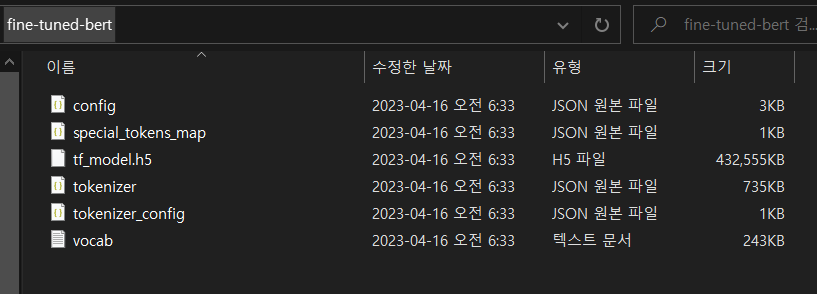 fine-tuned-bert
fine-tuned-bert 검...
이름 수정한 날짜 유형 크기
config 2023-04-16 오전 6:33 JSON 원본 파일 3KB
special_tokens_map 2023-04-16 오전 6:33 JSON 원본 파일 1KB
tf_model.h5 2023-04-16 오전 6:33 H5 파일 432,555KB
tokenizer 2023-04-16 오전 6:33 JSON 원본 파일 735KB
tokenizer_config 2023-04-16 오전 6:33 JSON 원본 파일 1KB
vocab 2023-04-16 오전 6:33 텍스트 문서 243KB